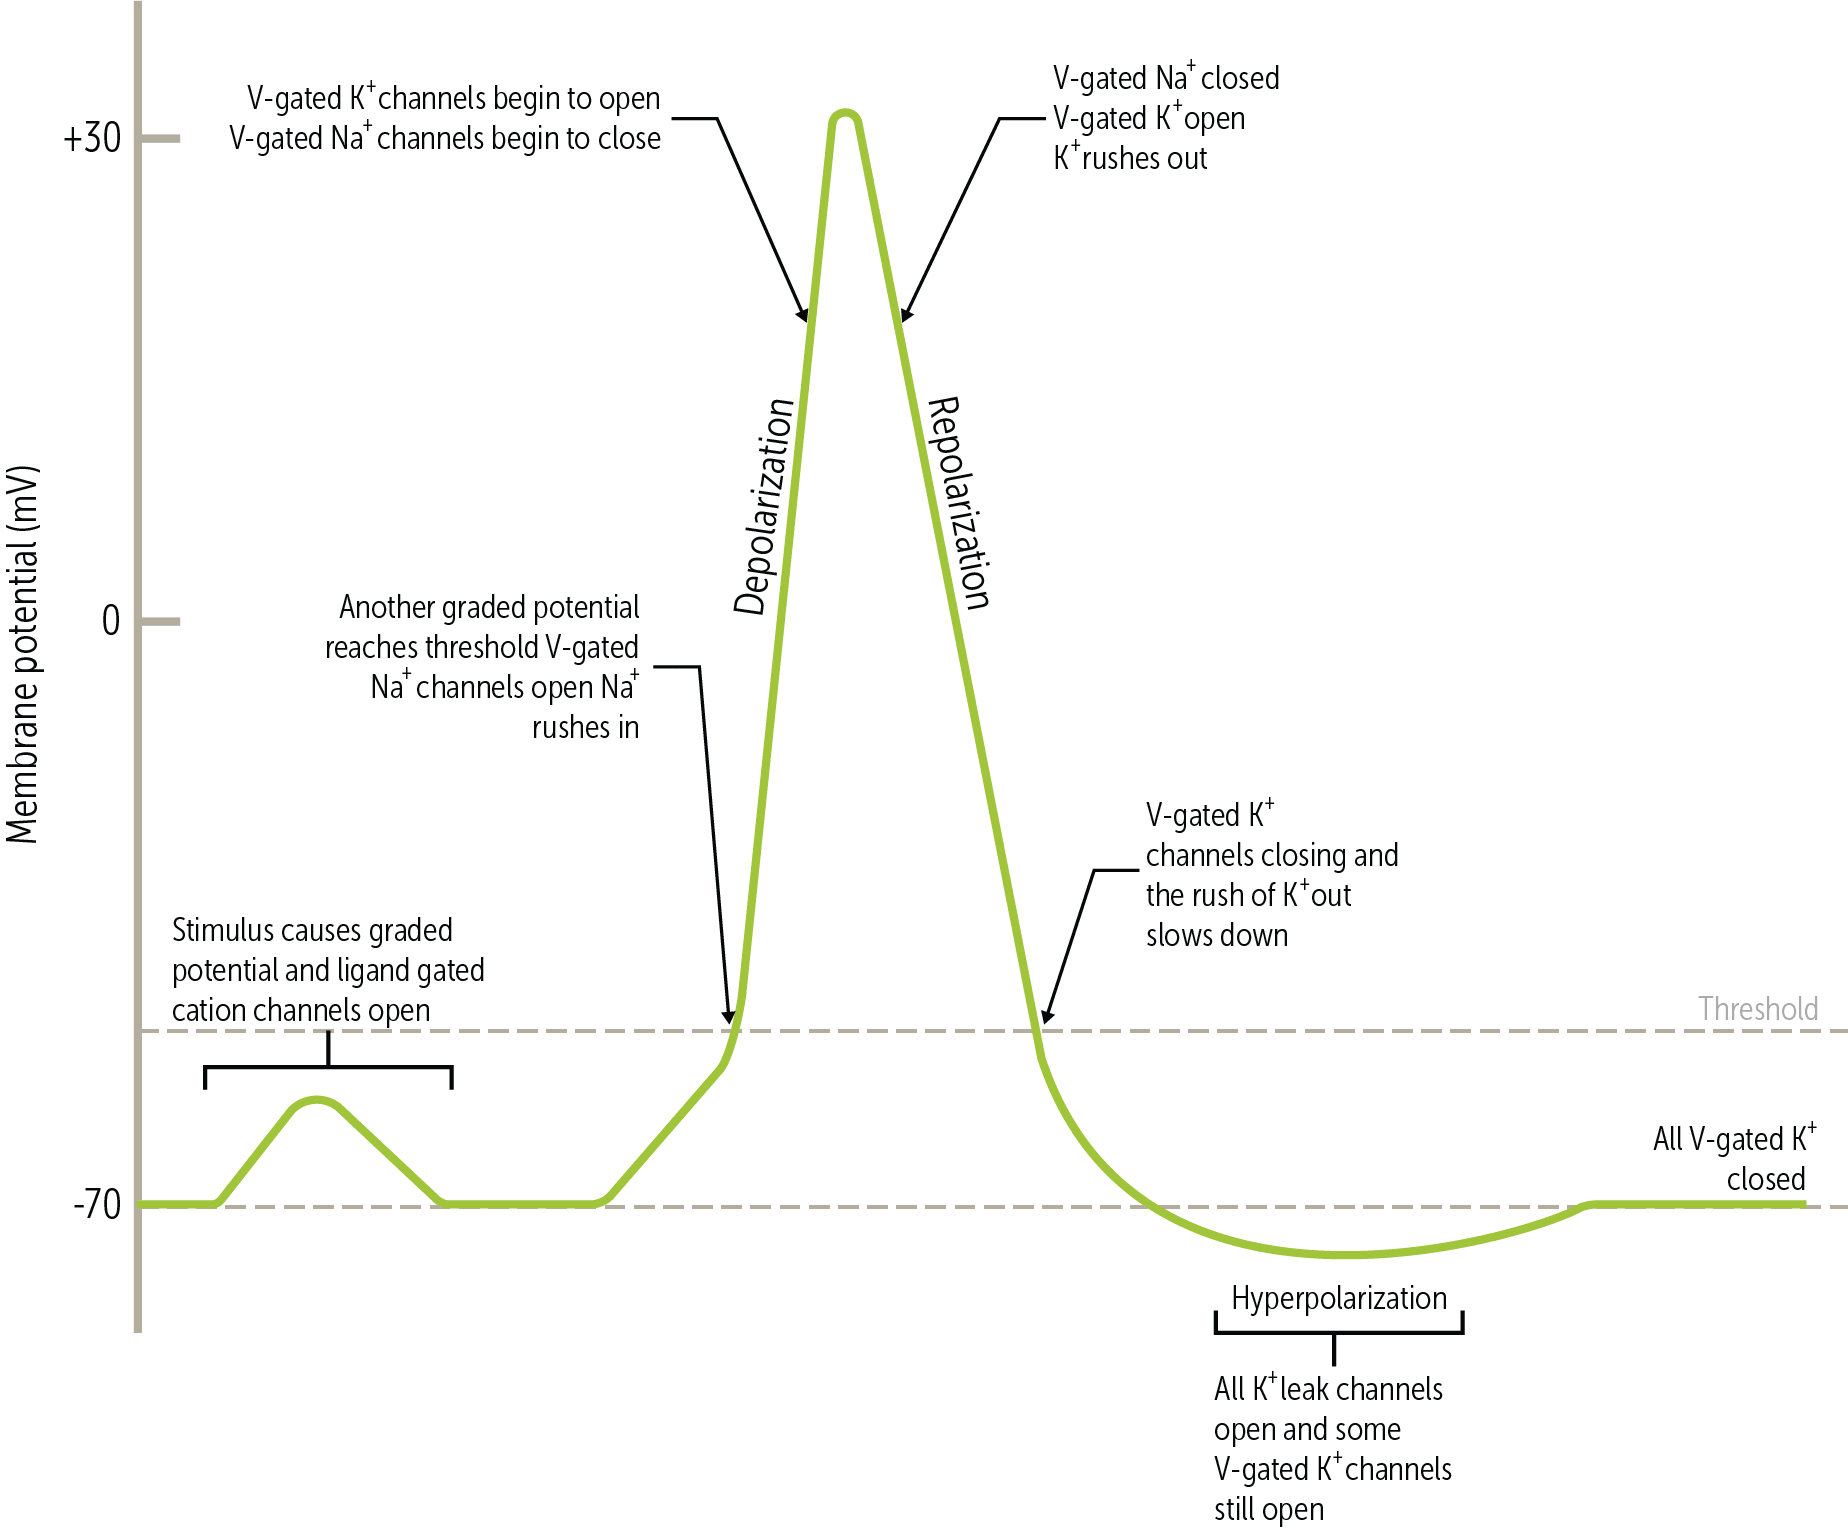 V-gated K+ channels begin to open
V-gated Na+ channels begin to close
V-gated Na+ closed
V-gated K+ open
K+ rushes out
+30
Depolarization
Repolarization
Membrane potential (mV)
0
Another graded potential
reaches threshold V-gated
Na+ channels open Na+
rushes in
V-gated K+
channels closing and
the rush of K+ out
slows down
Stimulus causes graded
potential and ligand gated
cation channels open
Threshold
All V-gated K+
closed
-70
Hyperpolarization
All K+ leak channels
open and some
V-gated K+ channels
still open